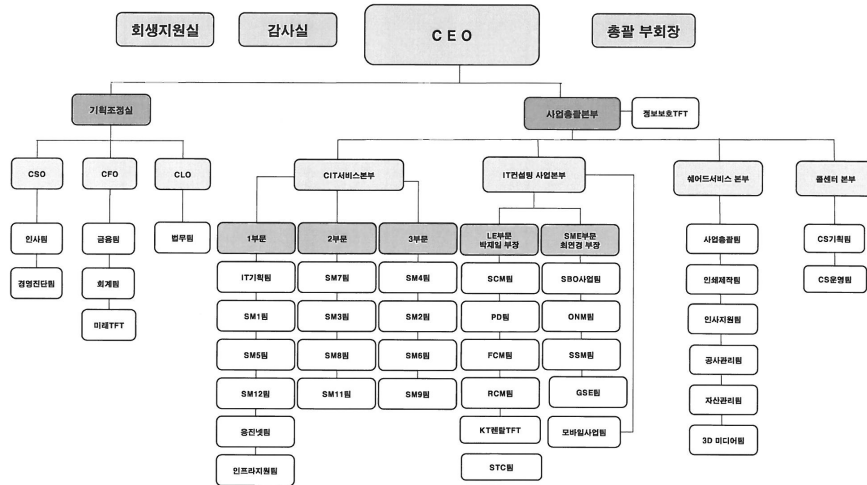 회생지원실
감사실
CEO
총괄 부회장
기획조정실
사업총괄본부
정보보호TFT
CSO
CFO
CLO
CIT서비스본부
IT컨설팅 사업본부
쉐어드서비스 본부
콜센터 본부
인사팀
금융팀
법무팀
1부문
2부문
3부문
LE부문
박재일 부장
SME부문
최면경 부장
사업총괄팀
CS기획팀
경영진단팀
회계팀
IT기획팀
SM7팀
SM4팀
SCM팀
SBO사업팀
인쇄제작팀
CS운영팀
미래TFT
SM1팀
SM3팀
SM2팀
PD팀
ONM팀
인사지원팀
SM5팀
SM8팀
SM6팀
FCM팀
SSM팀
공사관리팀
SM12팀
SM11팀
SM9팀
RCM팀
GSE팀
자산관리팀
웅진넷팀
KT렌탈TFT
모바일사업팀
3D 미디어팀
인프라지원팀
STC팀